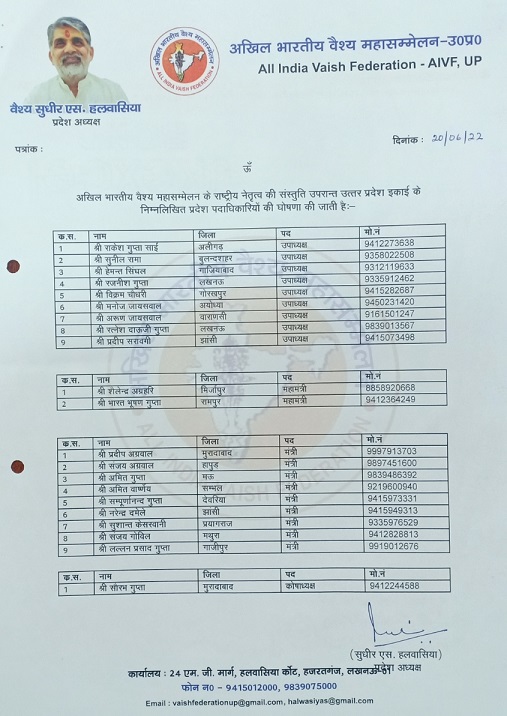 अखिल भारतीय वैश्य महासम्मेलन
ALL INDIA VAISH FEDERATION
अखिल भारतीय वैश्य महासम्मेलन-उ0प्र0
All India Vaish Federation - AIVF, UP
वैश्य सुधीर एस. हलवासिया
प्रदेश अध्यक्ष
पत्रांक :
दिनांक : 20/06/22
ऊँ
अखिल भारतीय वैश्य महासम्मेलन के राष्ट्रीय नेतृत्व की संस्तुति उपरान्त उत्तर प्रदेश इकाई के
निम्नलिखित प्रदेश पदाधिकारियों की घोषणा की जाती है:–
क.स. नाम जिला पद मो.नं
1 श्री राकेश गुप्ता साई अलीगढ़ उपाध्यक्ष 9412273638
2 श्री सुनील रामा बुलन्दशहर उपाध्यक्ष 9358022508
3 श्री हेमन्त सिंघल गाजियाबाद उपाध्यक्ष 9312119633
4 श्री रजनीश गुप्ता लखनऊ उपाध्यक्ष 9335912462
5 श्री विक्रम चौधरी गोरखपुर उपाध्यक्ष 9415282687
6 श्री मनोज जायसवाल अयोध्या उपाध्यक्ष 9450231420
7 श्री अरूण जायसवाल वाराणसी उपाध्यक्ष 9161501247
8 श्री रत्नेश दाऊजी गुप्ता लखनऊ उपाध्यक्ष 9839013567
9 श्री प्रदीप सरावगी झांसी उपाध्यक्ष 9415073498
क.स. नाम जिला पद मो.नं
1 श्री शैलेन्द्र अग्रहरि मिर्जापुर महामंत्री 8858920668
2 श्री भारत भूषण गुप्ता रामपुर महामंत्री 9412364249
क.स. नाम जिला पद मो.नं
1 श्री प्रदीप अग्रवाल मुरादाबाद मंत्री 9997913703
2 श्री संजय अग्रवाल हापुड़ मंत्री 9897451600
3 श्री अमित गुप्ता मऊ मंत्री 9839486392
4 श्री अमित वार्ष्णेय सम्भल मंत्री 9219600940
5 श्री सम्पूर्णानन्द गुप्ता देवरिया मंत्री 9415973331
6 श्री नरेन्द्र दमेले झांसी मंत्री 9415949313
7 श्री सुशान्त केसरवानी प्रयागराज मंत्री 9335976529
8 श्री संजय गोविल मथुरा मंत्री 9412828813
9 श्री लल्लन प्रसाद गुप्ता गाजीपुर मंत्री 9919012676
क.स. नाम जिला पद मो.नं
1 श्री सौरभ गुप्ता मुरादाबाद कोषाध्यक्ष 9412244588
(सुधीर एस. हलवासिया)
प्रदेश अध्यक्ष
कार्यालय : 24 एम. जी. मार्ग, हलवासिया कोर्ट, हजरतगंज, लखनऊ-01
फोन न0 - 9415012000, 9839075000
Email : vaishfederationup@gmail.com, halwasiyas@gmail.com